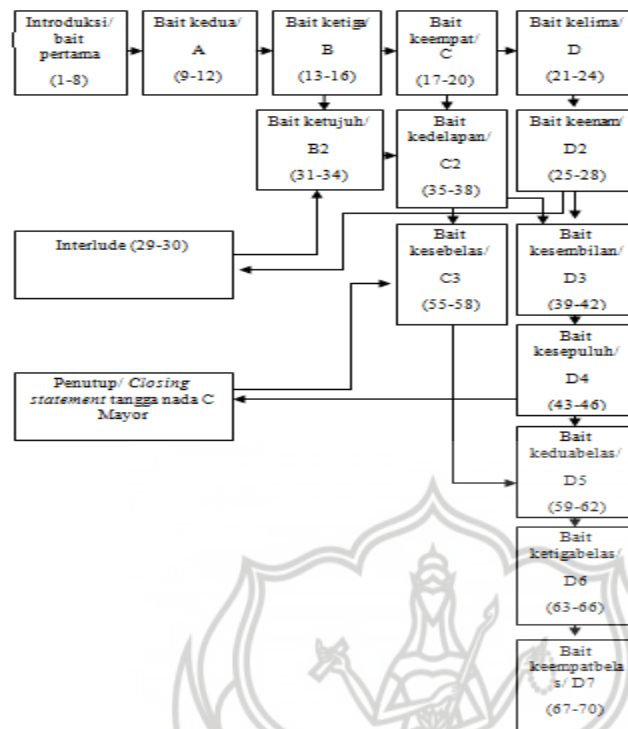 Introduksi/
bait
pertama
(1-8)
Bait kedua/
A
(9-12)
Bait ketiga/
B
(13-16)
Bait
keempat/
C
(17-20)
Bait kelima/
D
(21-24)
Bait ketujuh/
B2
(31-34)
Bait
kedelapan/
C2
(35-38)
Bait keenam/
D2
(25-28)
Interlude (29-30)
Bait
kesebelas/
C3
(55-58)
Bait
kesembilan/
D3
(39-42)
Bait
kesepuluh/
D4
(43-46)
Penutup/ Closing
statement tangga nada C
Mayor
Bait
keduabelas/
D5
(59-62)
Bait
ketigabelas/
D6
(63-66)
Bait
keempatbela
s/ D7
(67-70)